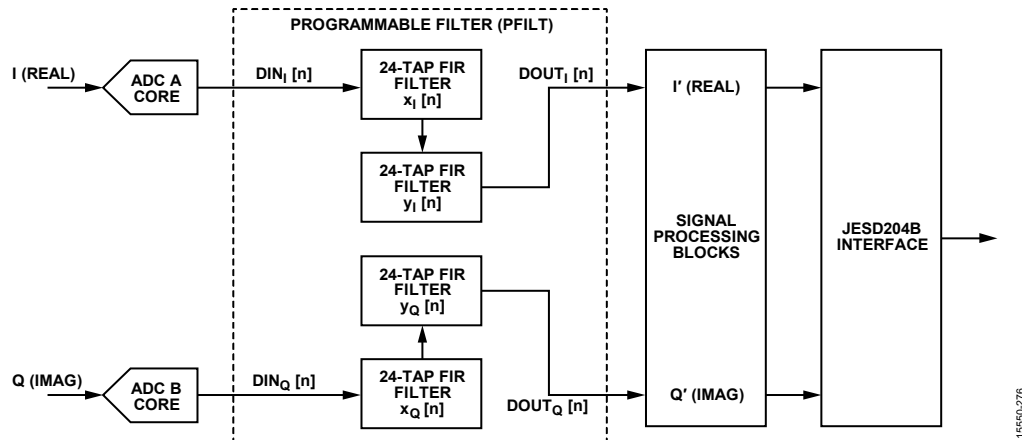 PROGRAMMABLE FILTER (PFILT)
I (REAL)
ADC A
CORE
DINI [n]
24-TAP FIR
FILTER
xI [n]
DOUTI [n]
I′ (REAL)
24-TAP FIR
FILTER
yI [n]
SIGNAL
PROCESSING
BLOCKS
JESD204B
INTERFACE
24-TAP FIR
FILTER
yQ [n]
Q (IMAG)
ADC B
CORE
DINQ [n]
24-TAP FIR
FILTER
xQ [n]
DOUTQ [n]
Q′ (IMAG)
15550-276